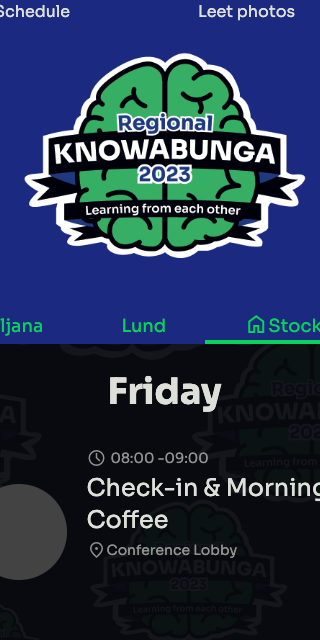 Schedule
Leet photos
Regional
KNOWABUNGA
2023
Learning from each other
ljana
Lund
Stock
Friday
08:00 -09:00
Check-in & Morning
Coffee
Conference Lobby